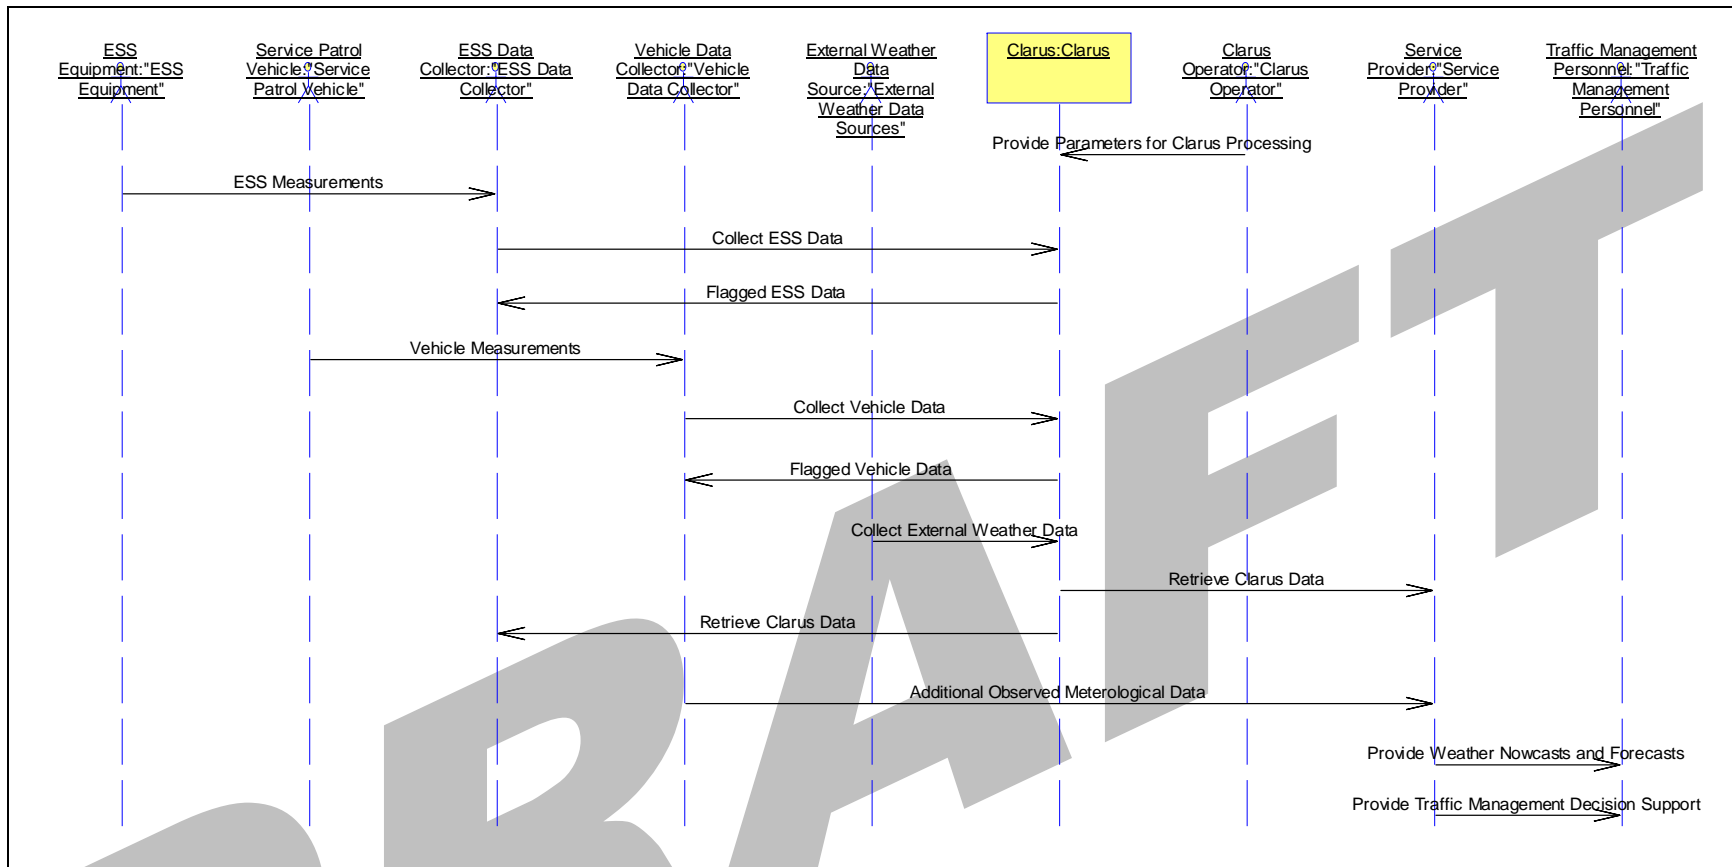 ESS
Equipment:"ESS
Equipment"
Service Patrol
Vehicle:"Service
Patrol Vehicle"
ESS Data
Collector:"ESS Data
Collector"
Vehicle Data
Collector:"Vehicle
Data Collector"
External Weather
Data
Source:"External
Weather Data
Sources"
Clarus:Clarus
Clarus
Operator:"Clarus
Operator"
Service
Provider:"Service
Provider"
Traffic Management
Personnel:"Traffic
Management
Personnel"
Provide Parameters for Clarus Processing
ESS Measurements
Collect ESS Data
Flagged ESS Data
Vehicle Measurements
Collect Vehicle Data
Flagged Vehicle Data
Collect External Weather Data
Retrieve Clarus Data
Retrieve Clarus Data
Additional Observed Meterological Data
Provide Weather Nowcasts and Forecasts
Provide Traffic Management Decision Support
DRAFT